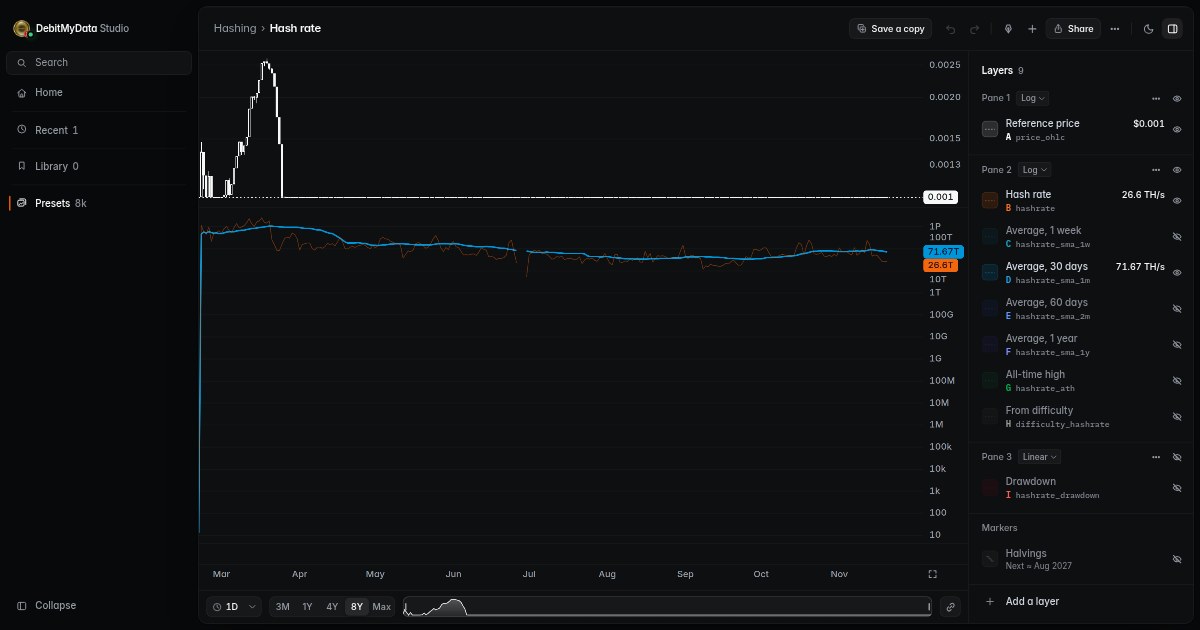 DebitMyData Studio
Search
Home
Recent 1
Library 0
Presets 8k
Collapse
Hashing › Hash rate
Save a copy
Share
0.0025
0.0020
0.0015
0.0013
0.001
1P
100T
71.67T
26.6T
10T
1T
100G
10G
1G
100M
10M
1M
100k
10k
1k
100
10
Mar Apr May Jun Jul Aug Sep Oct Nov
1D
3M 1Y 4Y 8Y Max
Layers 9
Pane 1 Log
Reference price $0.001
A price_ohlc
Pane 2 Log
Hash rate 26.6 TH/s
B hashrate
Average, 1 week
C hashrate_sma_1w
Average, 30 days 71.67 TH/s
D hashrate_sma_1m
Average, 60 days
E hashrate_sma_2m
Average, 1 year
F hashrate_sma_1y
All-time high
G hashrate_ath
From difficulty
H difficulty_hashrate
Pane 3 Linear
Drawdown
I hashrate_drawdown
Markers
Halvings
Next ≈ Aug 2027
Add a layer